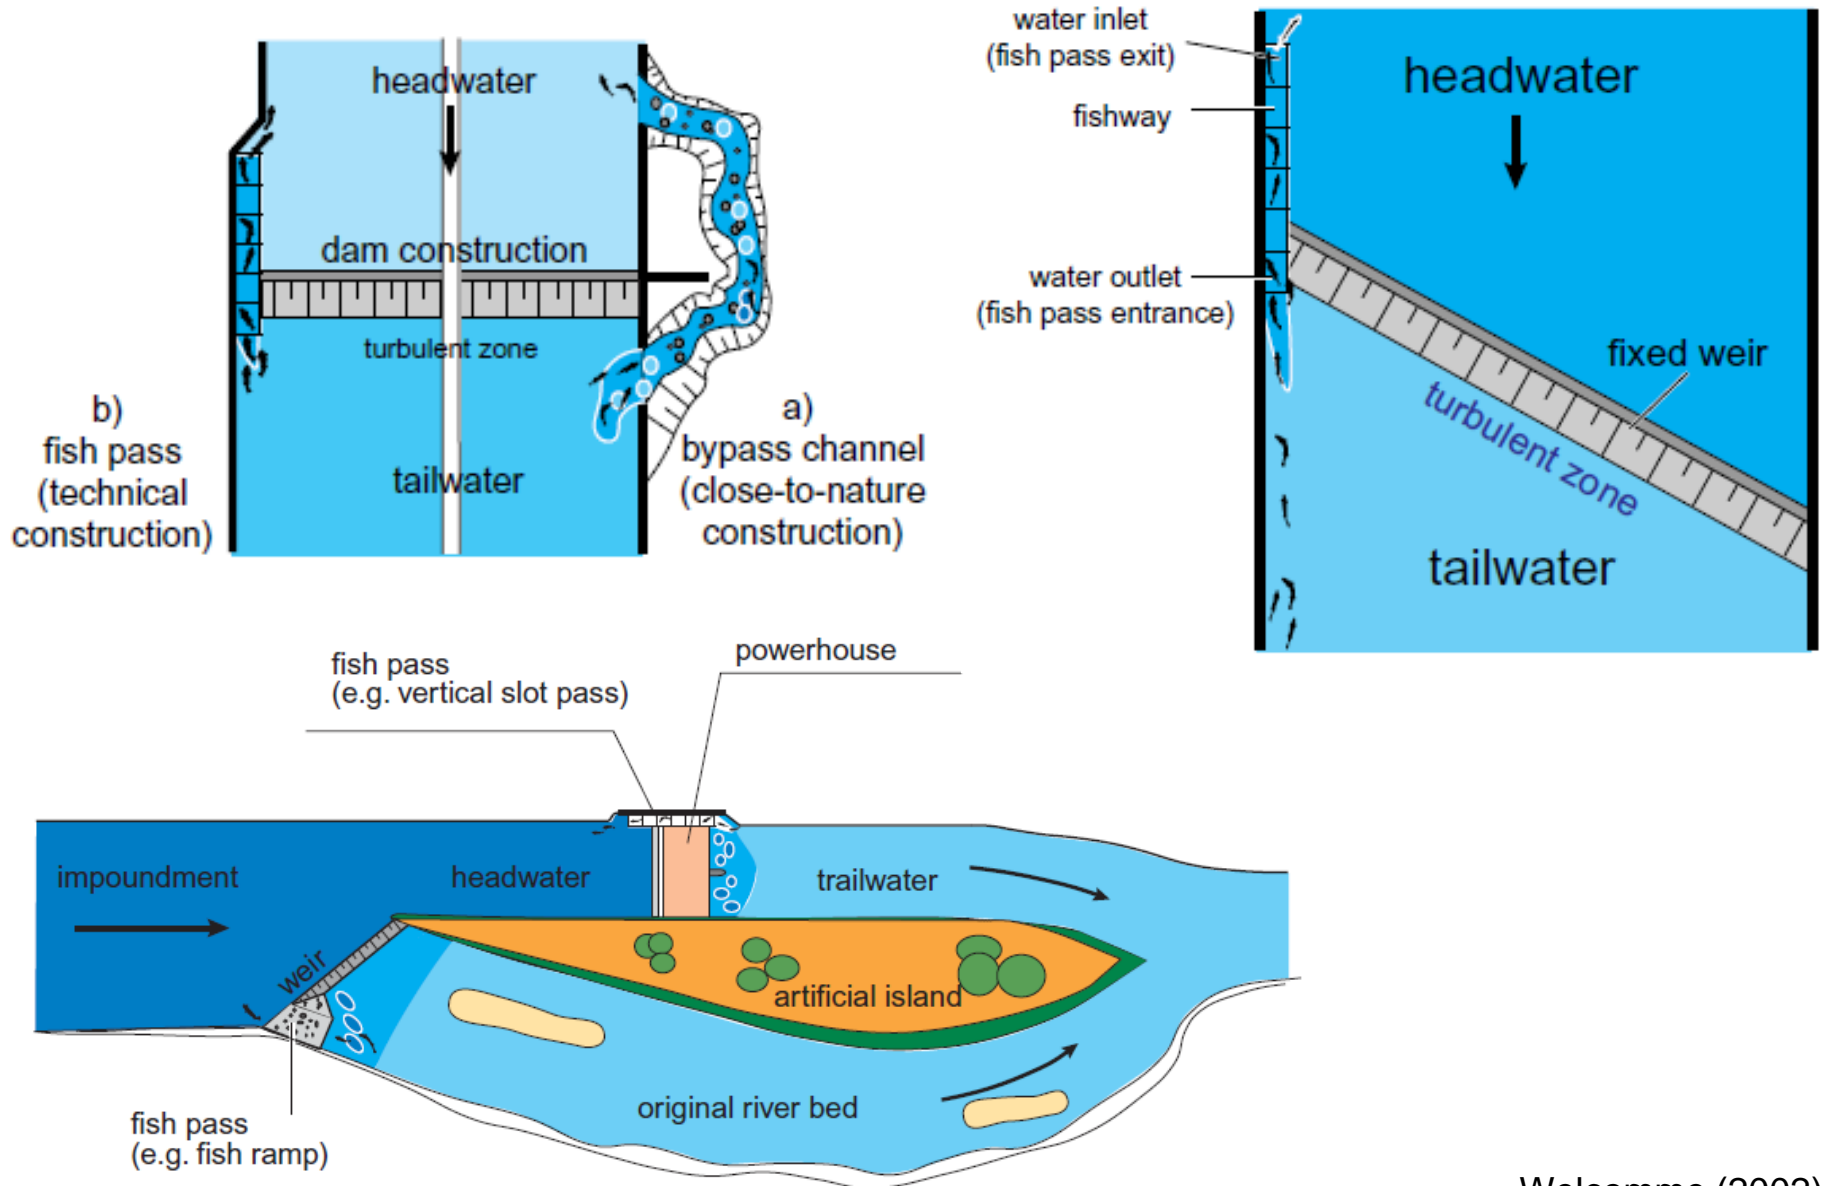 headwater
dam construction
turbulent zone
tailwater
b)
fish pass
(technical
construction)
a)
bypass channel
(close-to-nature
construction)
water inlet
(fish pass exit)
fishway
water outlet
(fish pass entrance)
headwater
fixed weir
turbulent zone
tailwater
fish pass
(e.g. vertical slot pass)
powerhouse
impoundment
headwater
trailwater
weir
artificial island
original river bed
fish pass
(e.g. fish ramp)